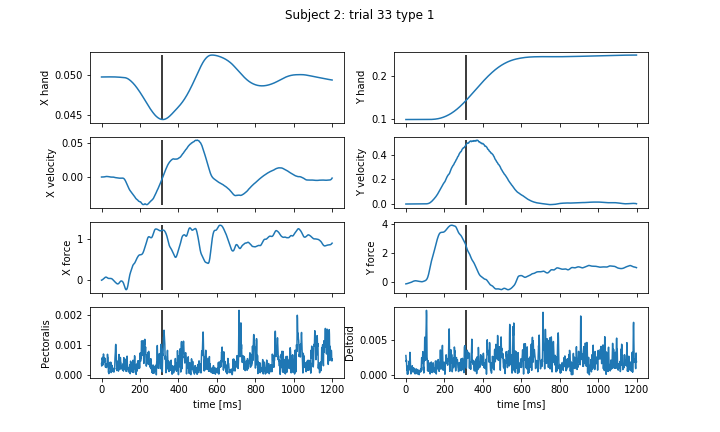 Subject 2: trial 33 type 1
X hand
0.050
0.045
Y hand
0.2
0.1
X velocity
0.05
0.00
Y velocity
0.4
0.2
0.0
X force
1
0
Y force
4
2
0
Pectoralis
0.002
0.001
0.000
0 200 400 600 800 1000 1200
time [ms]
Deltoid
0.005
0.000
0 200 400 600 800 1000 1200
time [ms]